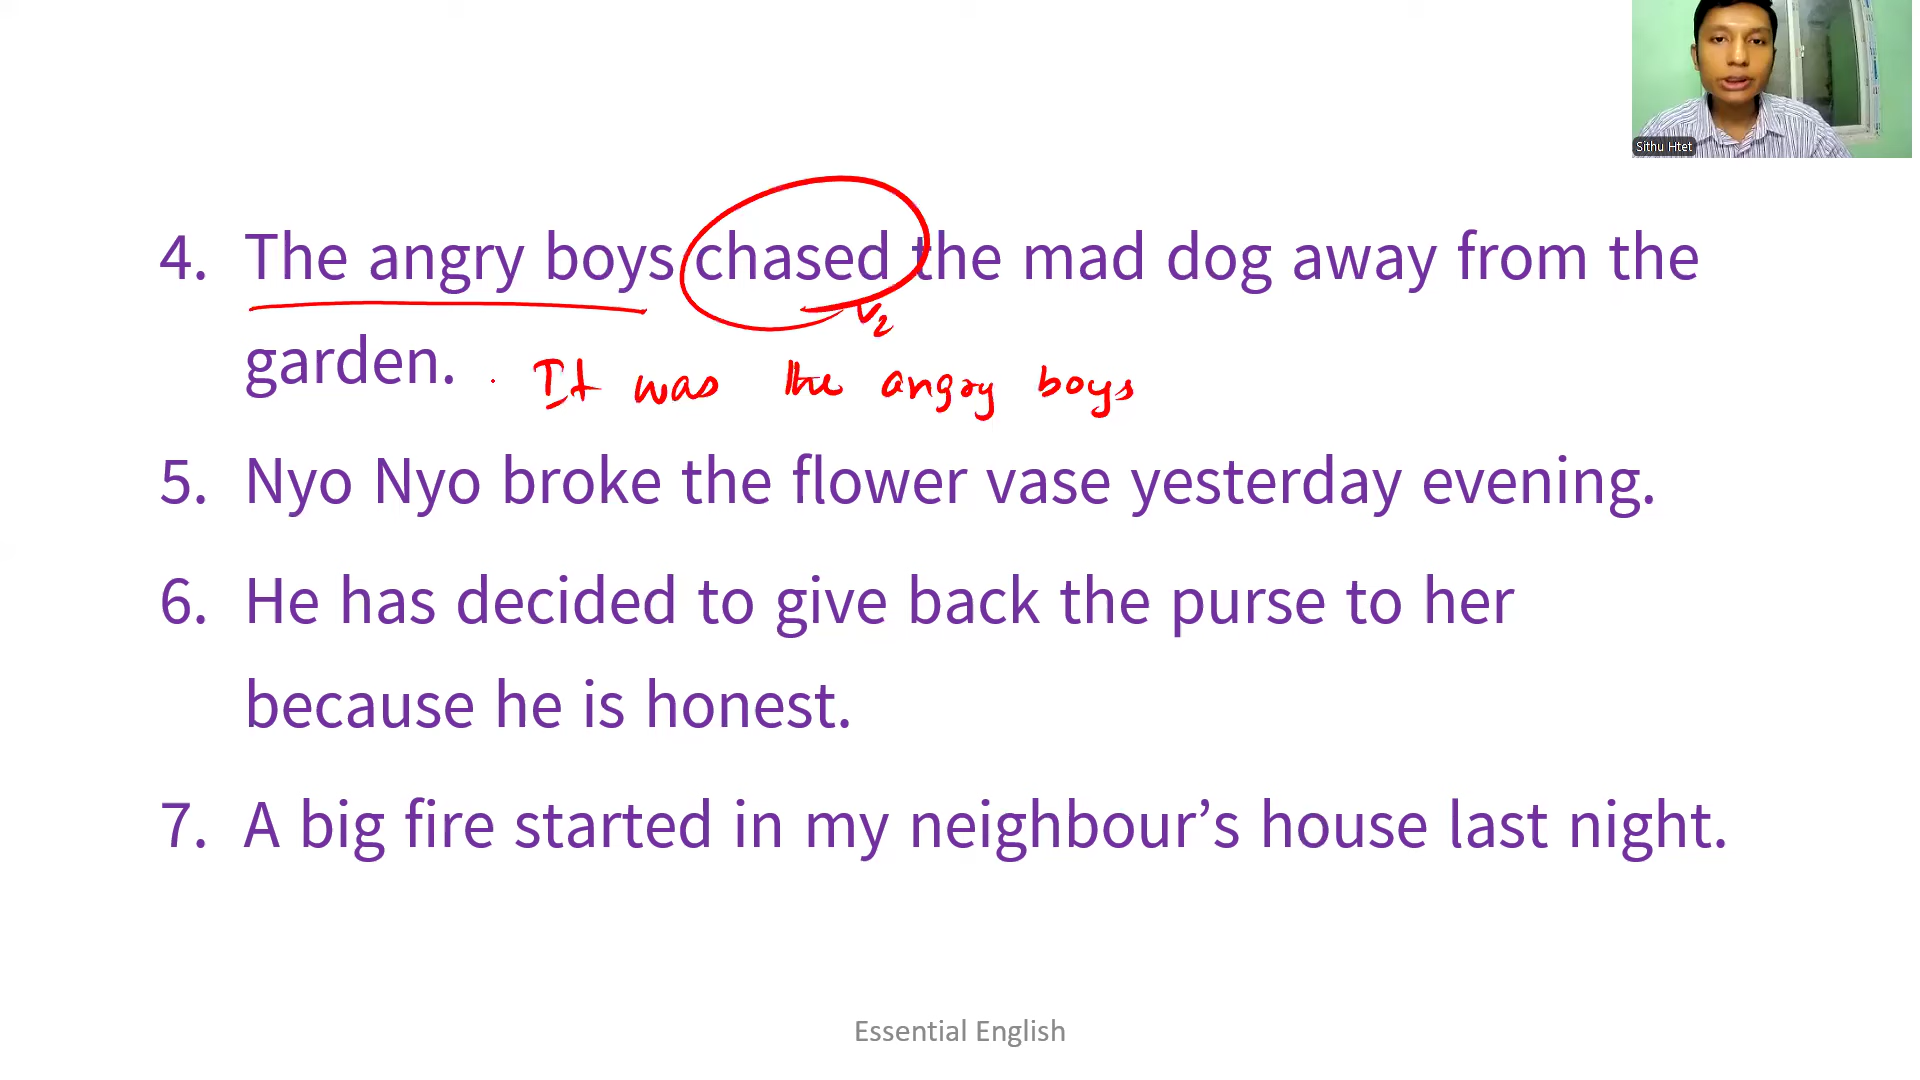 Sithu Htet
4. The angry boys chased the mad dog away from the
V2
garden. It was the angry boys
5. Nyo Nyo broke the flower vase yesterday evening.
6. He has decided to give back the purse to her
because he is honest.
7. A big fire started in my neighbour’s house last night.
Essential English